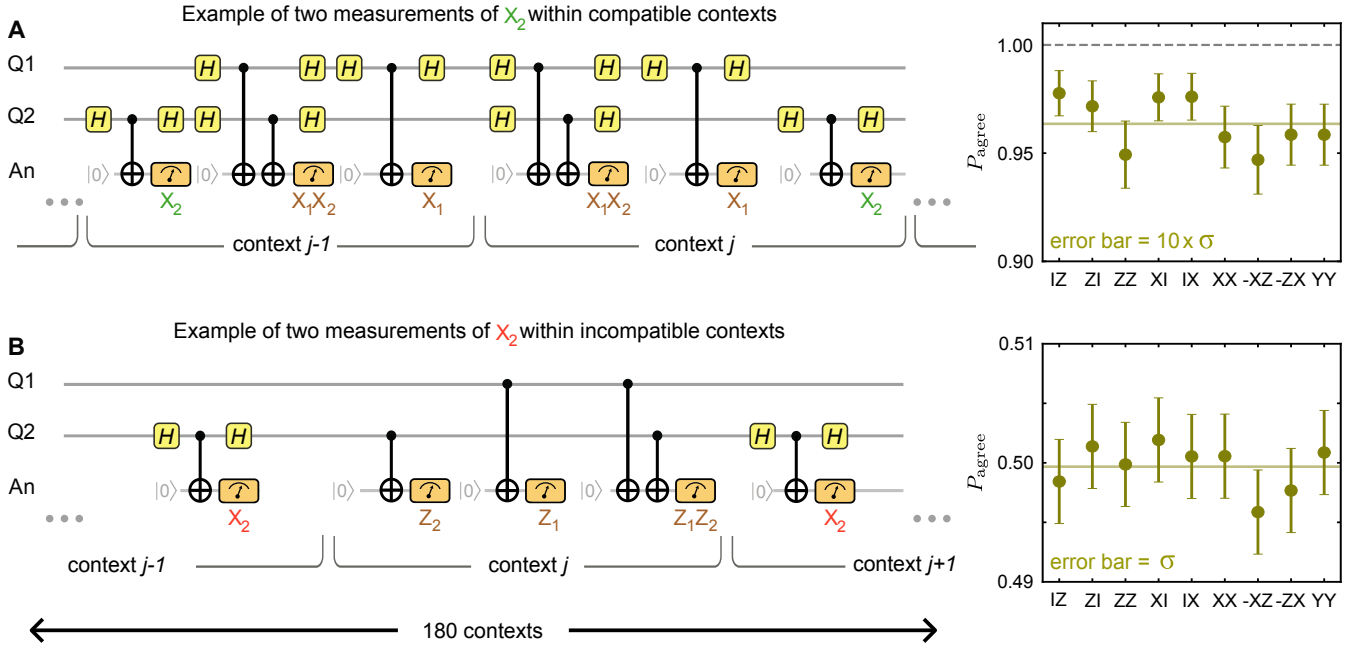 Example of two measurements of X₂ within compatible contexts
A
Q1
H H H H H H H H
Q2
H H H H H H H
An
|0⟩ |0⟩ |0⟩ |0⟩ |0⟩ |0⟩
X₂ X₁X₂ X₁ X₁X₂ X₁ X₂
context j-1 context j
1.00
0.95
0.90
P_agree
error bar = 10 x σ
IZ ZI ZZ XI IX XX -XZ -ZX YY
Example of two measurements of X₂ within incompatible contexts
B
Q1
Q2
H H H H
An
|0⟩ |0⟩ |0⟩ |0⟩ |0⟩
X₂ Z₂ Z₁ Z₁Z₂ X₂
context j-1 context j context j+1
180 contexts
0.51
0.50
0.49
P_agree
error bar = σ
IZ ZI ZZ XI IX XX -XZ -ZX YY